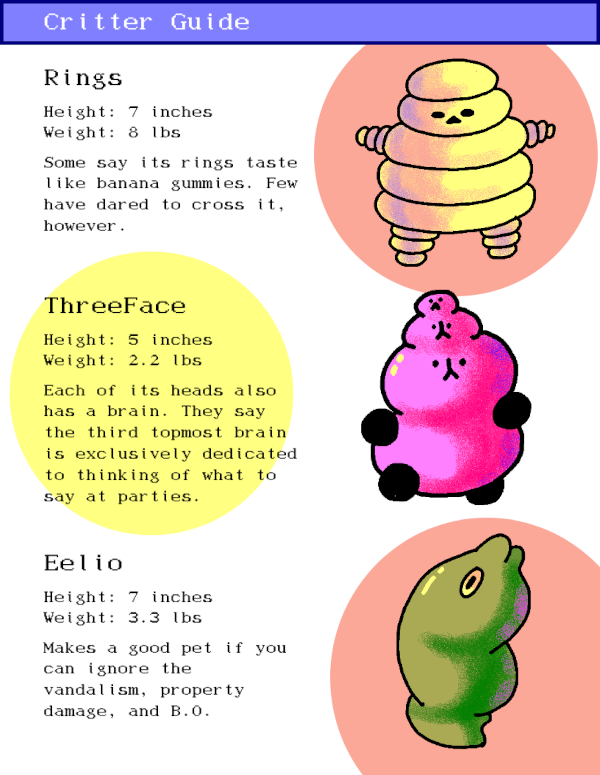 Critter Guide
Rings
Height: 7 inches
Weight: 8 lbs
Some say its rings taste
like banana gummies. Few
have dared to cross it,
however.
ThreeFace
Height: 5 inches
Weight: 2.2 lbs
Each of its heads also
has a brain. They say
the third topmost brain
is exclusively dedicated
to thinking of what to
say at parties.
Eelio
Height: 7 inches
Weight: 3.3 lbs
Makes a good pet if you
can ignore the
vandalism, property
damage, and B.O.